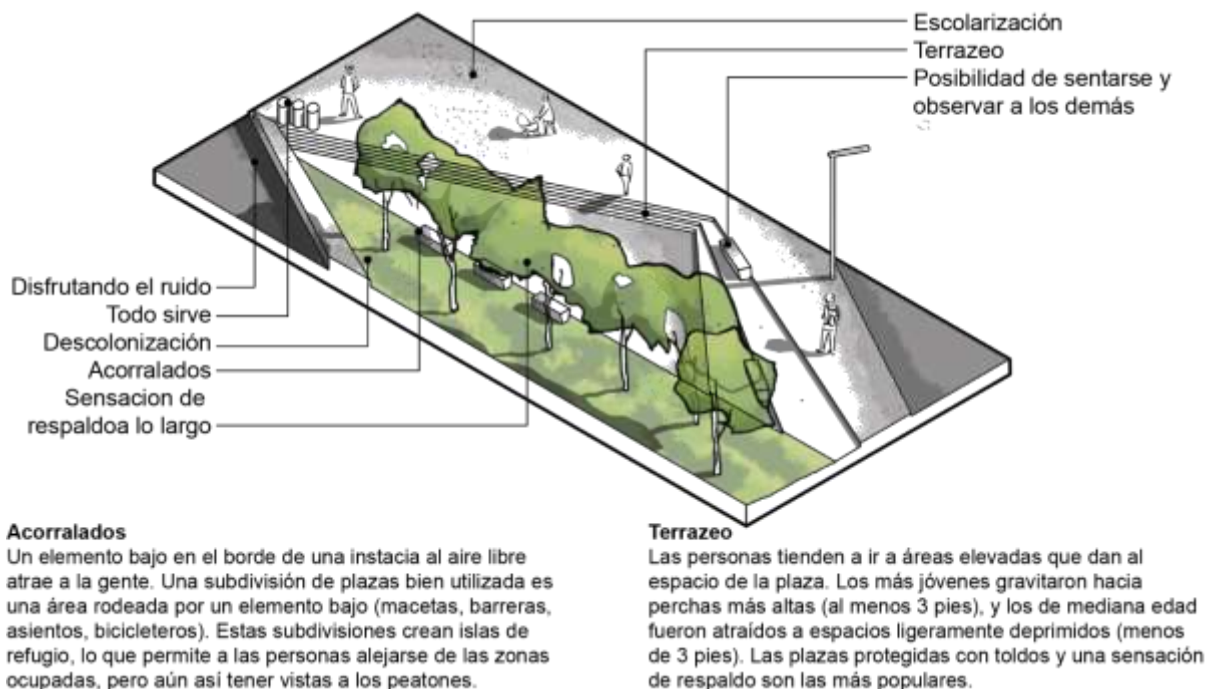 Escolarización
Terrazeo
Posibilidad de sentarse y
observar a los demás
Disfrutando el ruido
Todo sirve
Descolonización
Acorralados
Sensacion de
respaldoa lo largo
Acorralados
Un elemento bajo en el borde de una instacia al aire libre
atrae a la gente. Una subdivisión de plazas bien utilizada es
una área rodeada por un elemento bajo (macetas, barreras,
asientos, bicicleteros). Estas subdivisiones crean islas de
refugio, lo que permite a las personas alejarse de las zonas
ocupadas, pero aún así tener vistas a los peatones.
Terrazeo
Las personas tienden a ir a áreas elevadas que dan al
espacio de la plaza. Los más jóvenes gravitaron hacia
perchas más altas (al menos 3 pies), y los de mediana edad
fueron atraídos a espacios ligeramente deprimidos (menos
de 3 pies). Las plazas protegidas con toldos y una sensación
de respaldo son las más populares.